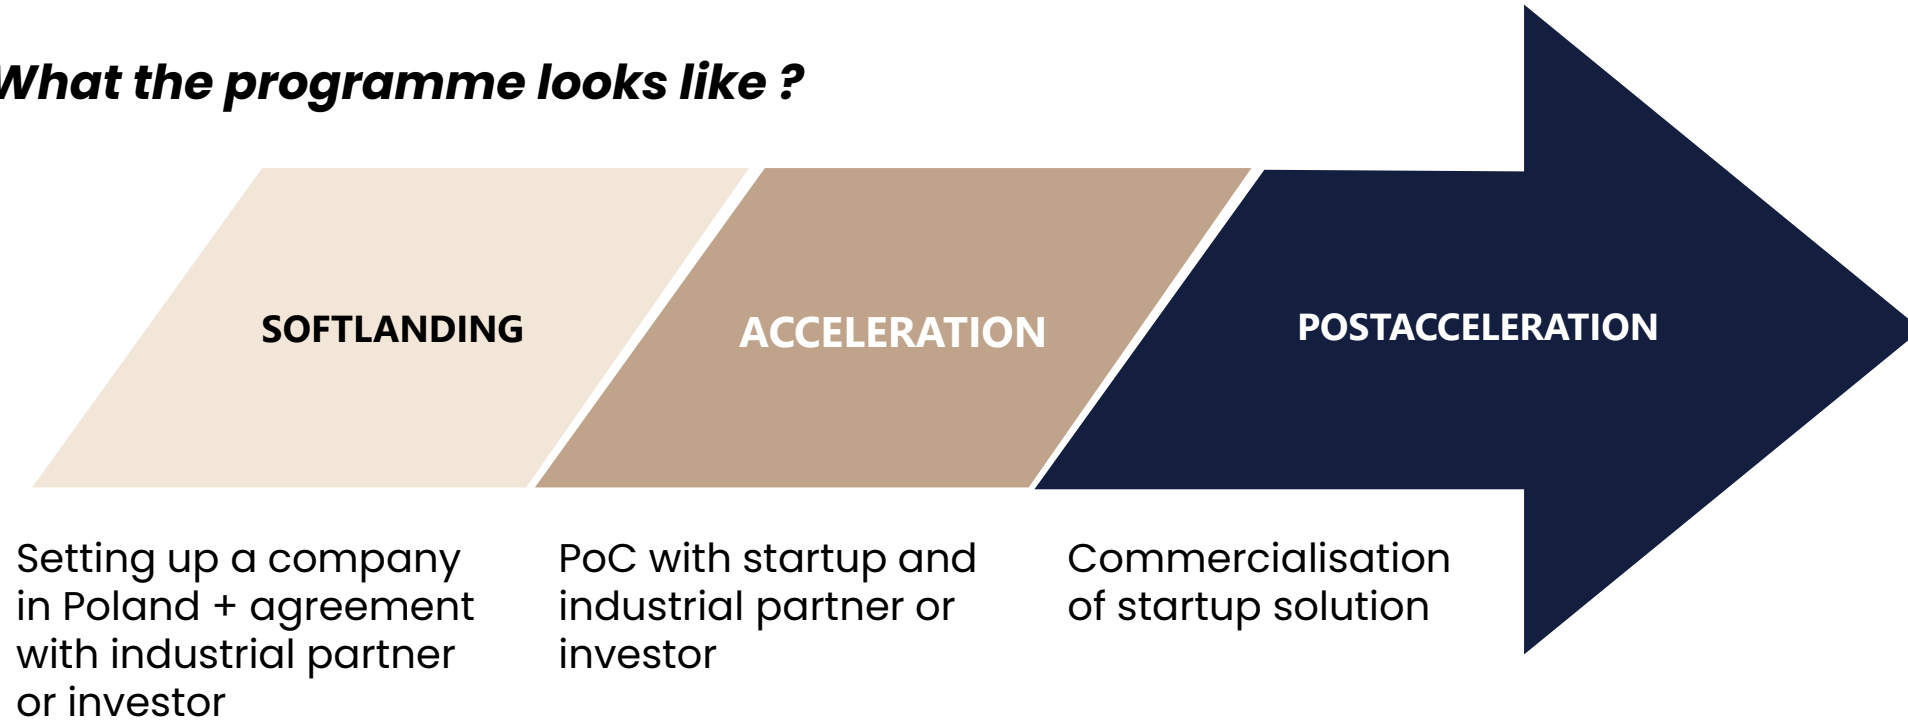 What the programme looks like ?
SOFTLANDING
ACCELERATION
POSTACCELERATION
Setting up a company
in Poland + agreement
with industrial partner
or investor
PoC with startup and
industrial partner or
investor
Commercialisation
of startup solution